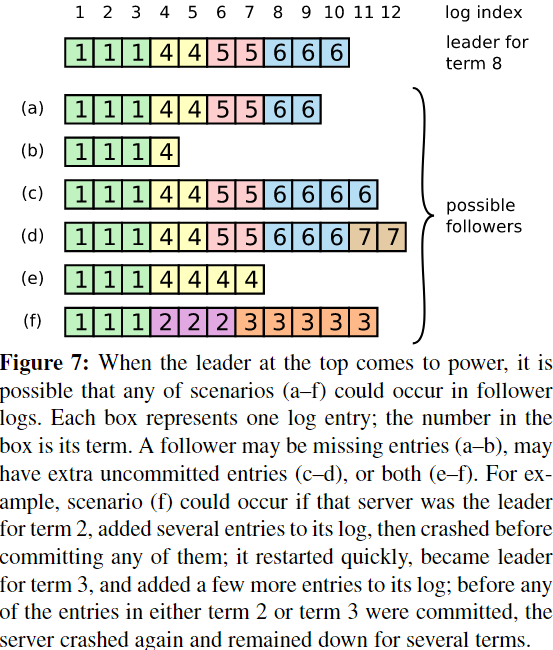 1 2 3 4 5 6 7 8 9 10 11 12 log index
1 1 1 4 4 5 5 6 6 6 leader for
term 8
(a) 1 1 1 4 4 5 5 6 6
(b) 1 1 1 4
(c) 1 1 1 4 4 5 5 6 6 6 6
(d) 1 1 1 4 4 5 5 6 6 6 7 7
possible
followers
(e) 1 1 1 4 4 4 4
(f) 1 1 1 2 2 2 3 3 3 3 3
Figure 7: When the leader at the top comes to power, it is
possible that any of scenarios (a–f) could occur in follower
logs. Each box represents one log entry; the number in the
box is its term. A follower may be missing entries (a–b), may
have extra uncommitted entries (c–d), or both (e–f). For ex-
ample, scenario (f) could occur if that server was the leader
for term 2, added several entries to its log, then crashed before
committing any of them; it restarted quickly, became leader
for term 3, and added a few more entries to its log; before any
of the entries in either term 2 or term 3 were committed, the
server crashed again and remained down for several terms.